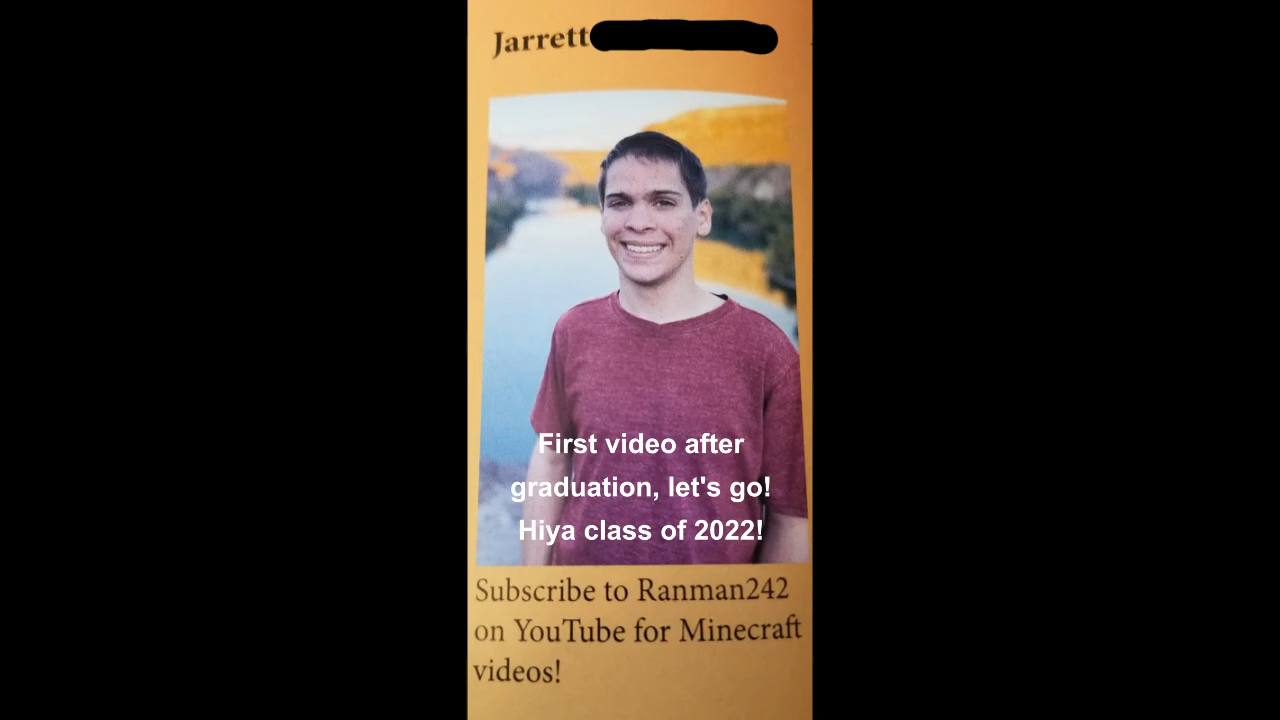 Jarrett
First video after
graduation, let's go!
Hiya class of 2022!
Subscribe to Ranman242
on YouTube for Minecraft
videos!